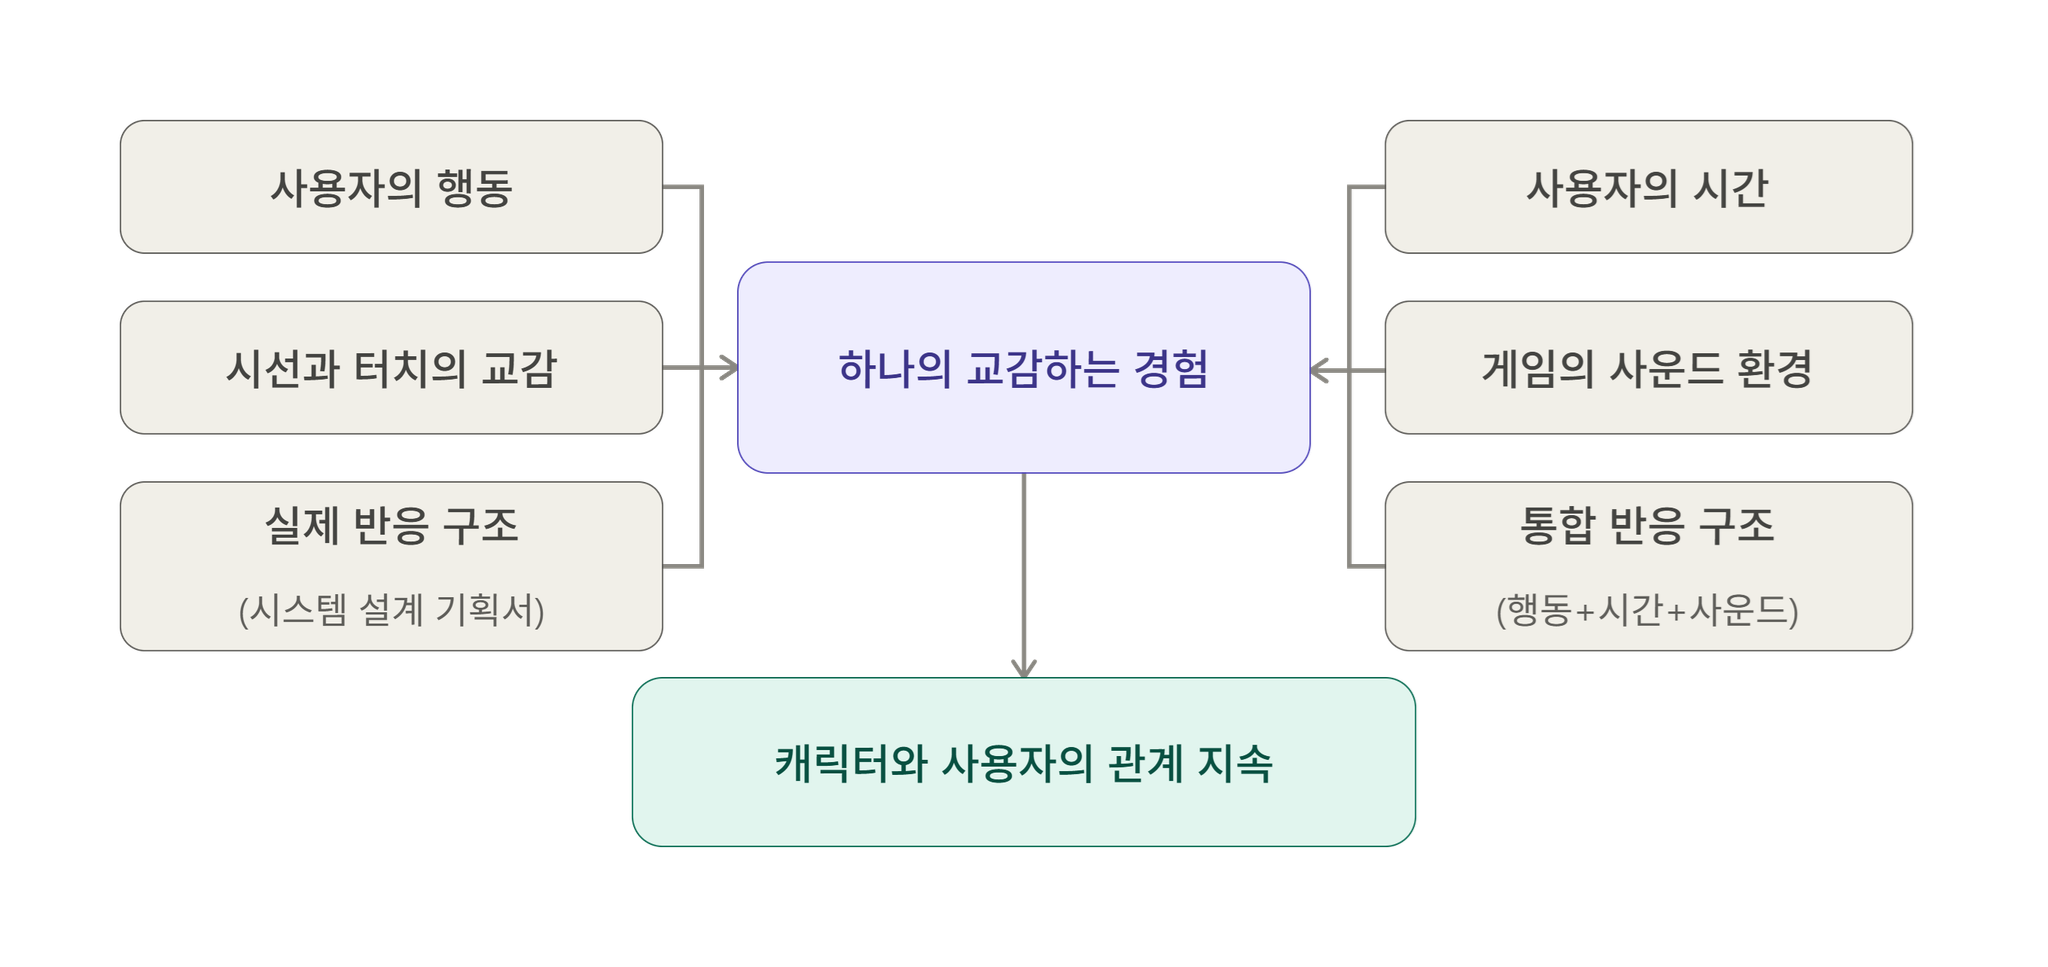 사용자의 행동
시선과 터치의 교감
실제 반응 구조
(시스템 설계 기획서)
하나의 교감하는 경험
사용자의 시간
게임의 사운드 환경
통합 반응 구조
(행동+시간+사운드)
캐릭터와 사용자의 관계 지속